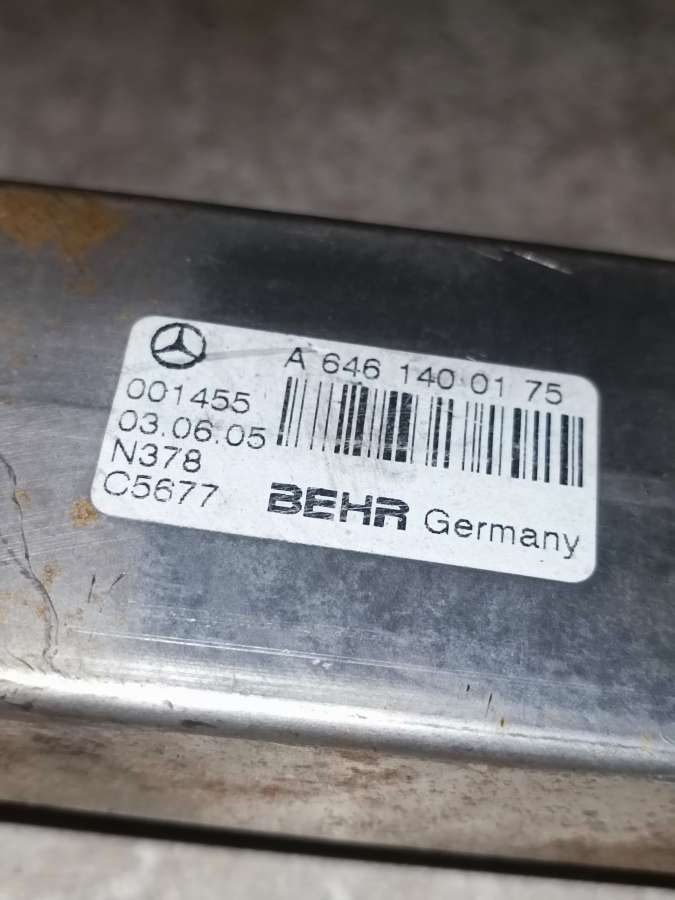 A 646 140 01 75
001455
03.06.05
N378
C5677
BEHR Germany